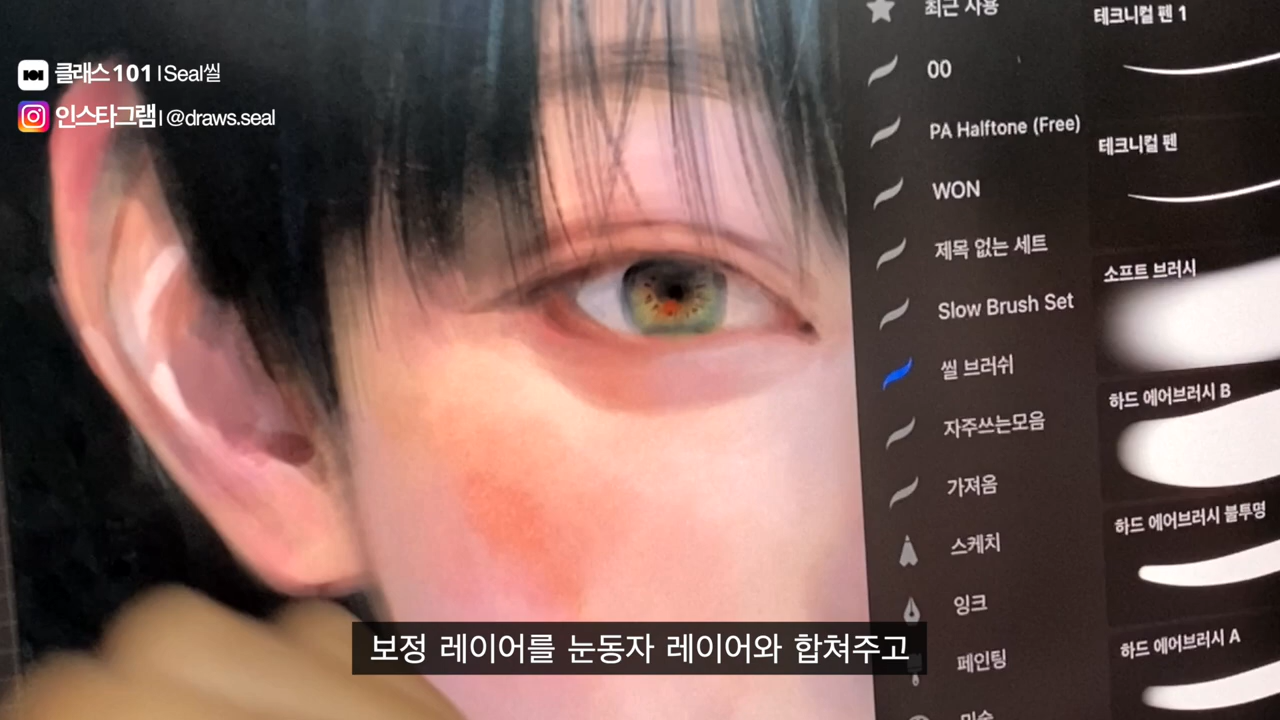 클래스 101 | Seal씰
인스타그램 | @draws.seal
최근 사용
00
PA Halftone (Free)
WON
제목 없는 세트
Slow Brush Set
씰 브러쉬
자주쓰는모음
가져옴
스케치
잉크
페인팅
테크니컬 펜 1
테크니컬 펜
소프트 브러시
하드 에어브러시 B
하드 에어브러시 불투명
하드 에어브러시 A
보정 레이어를 눈동자 레이어와 합쳐주고